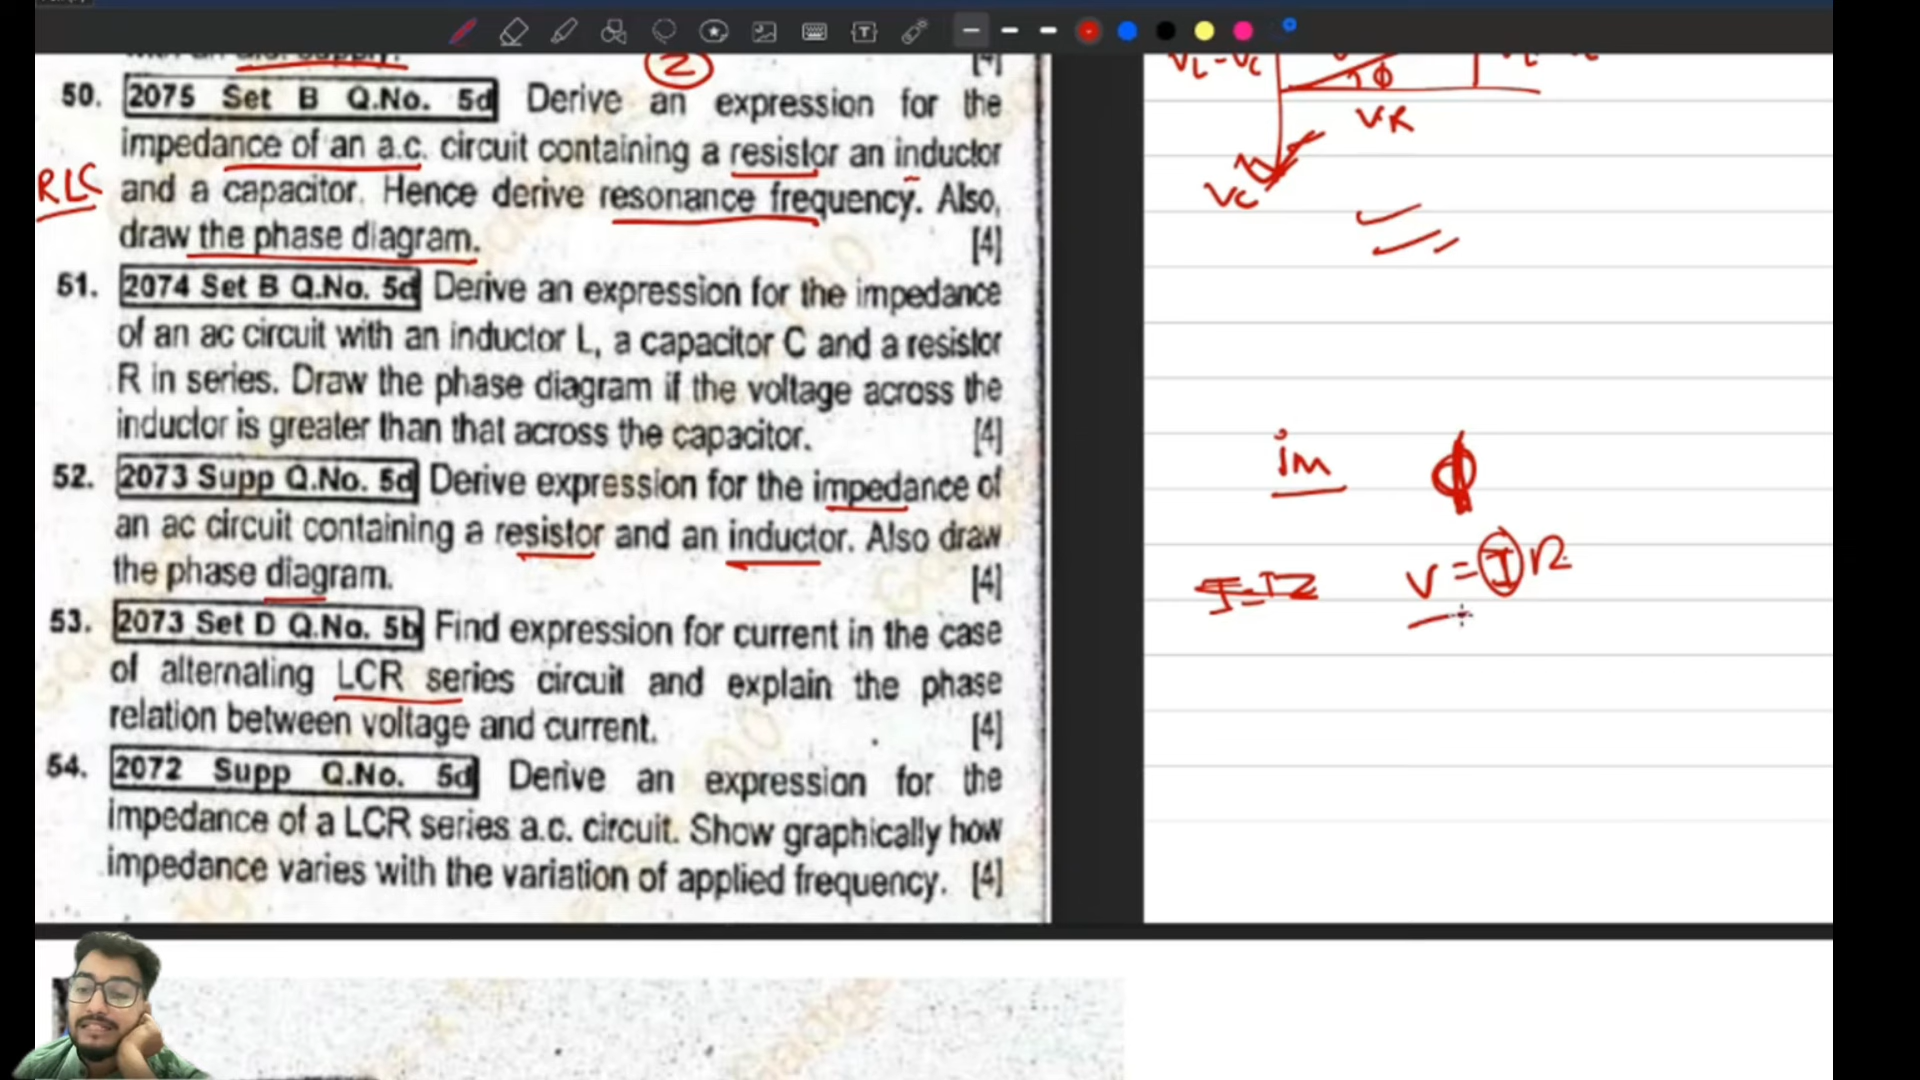 50. 2075 Set B Q.No. 5d Derive an expression for the
impedance of an a.c. circuit containing a resistor an inductor
RLC and a capacitor. Hence derive resonance frequency. Also,
draw the phase diagram. [4]
51. 2074 Set B Q.No. 5d Derive an expression for the impedance
of an ac circuit with an inductor L, a capacitor C and a resistor
R in series. Draw the phase diagram if the voltage across the
inductor is greater than that across the capacitor. [4]
52. 2073 Supp Q.No. 5d Derive expression for the impedance of
an ac circuit containing a resistor and an inductor. Also draw
the phase diagram. [4]
53. 2073 Set D Q.No. 5b Find expression for current in the case
of alternating LCR series circuit and explain the phase
relation between voltage and current. [4]
54. 2072 Supp Q.No. 5d Derive an expression for the
impedance of a LCR series a.c. circuit. Show graphically how
impedance varies with the variation of applied frequency. [4]
2
VL-VC
ϕ
VR
VC
im ϕ
V=IR